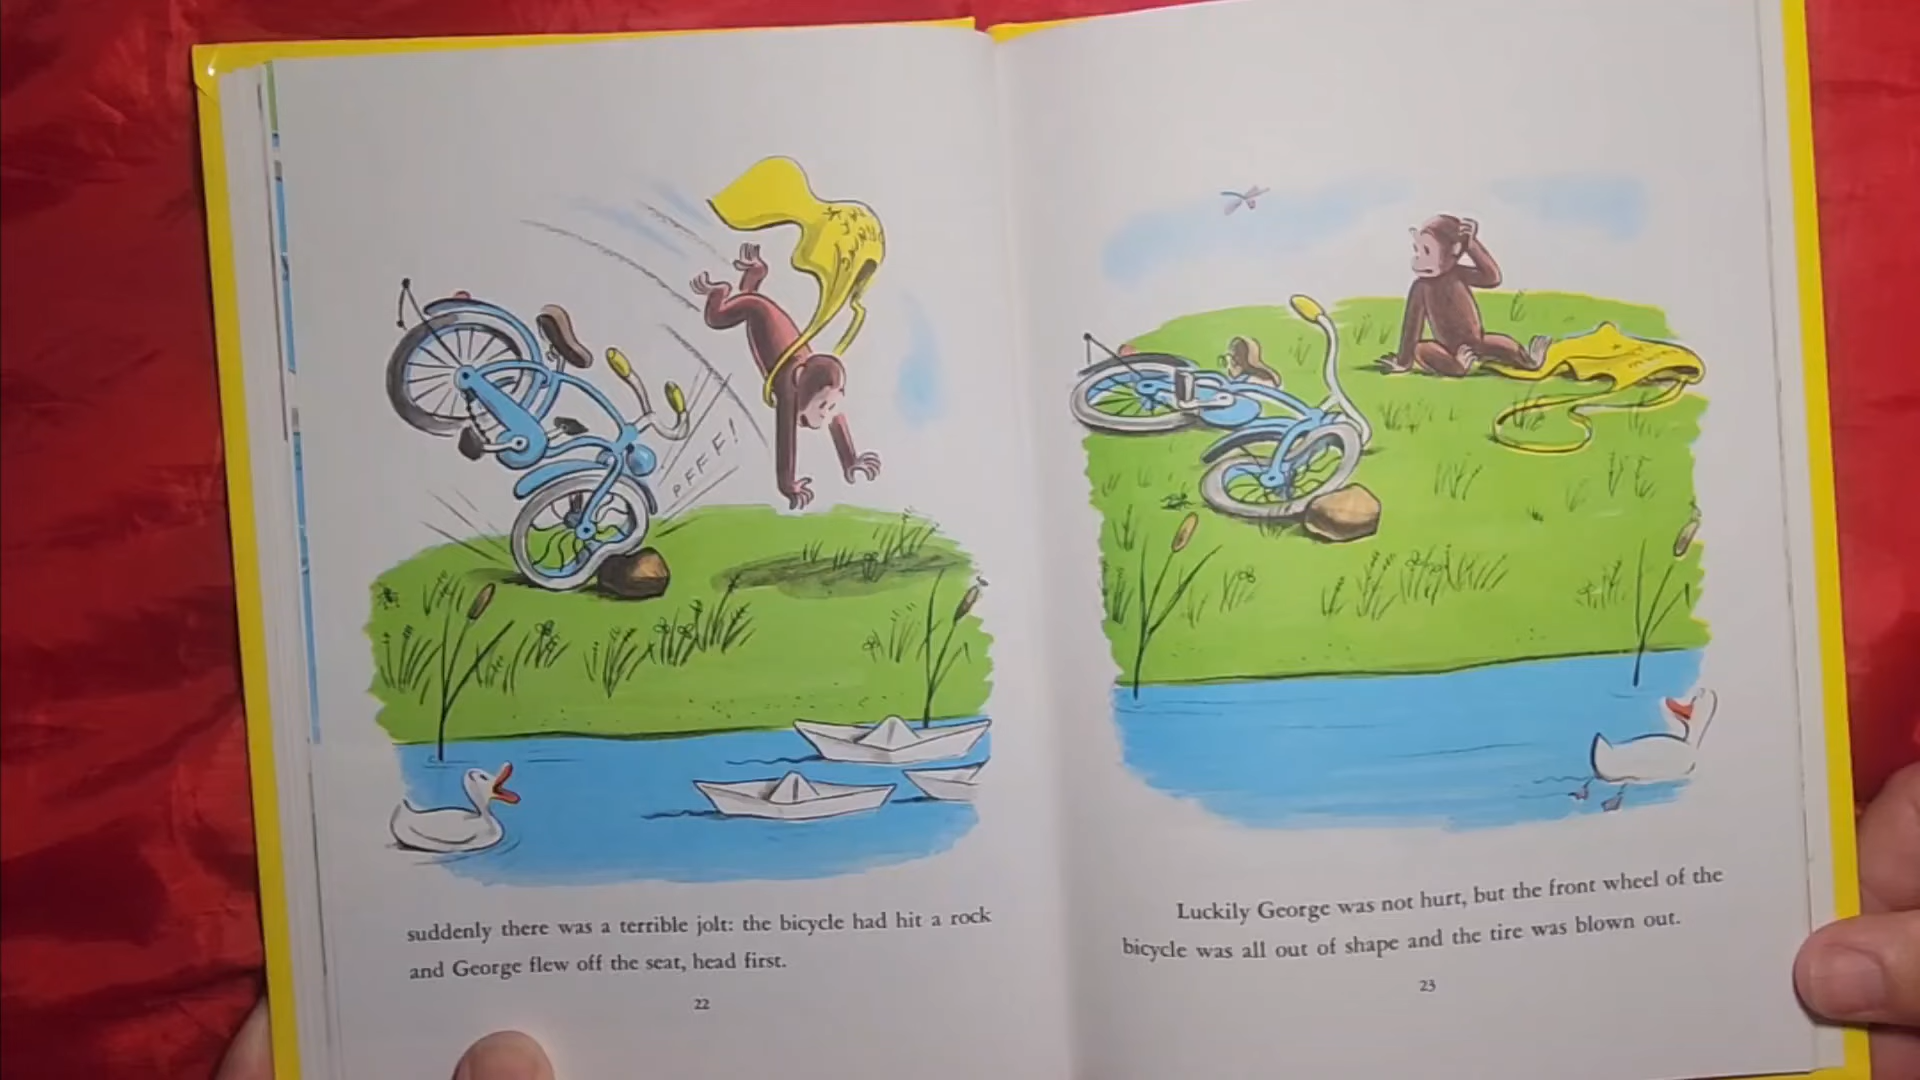 PFFF!
suddenly there was a terrible jolt: the bicycle had hit a rock
and George flew off the seat, head first.
22
Luckily George was not hurt, but the front wheel of the
bicycle was all out of shape and the tire was blown out.
23